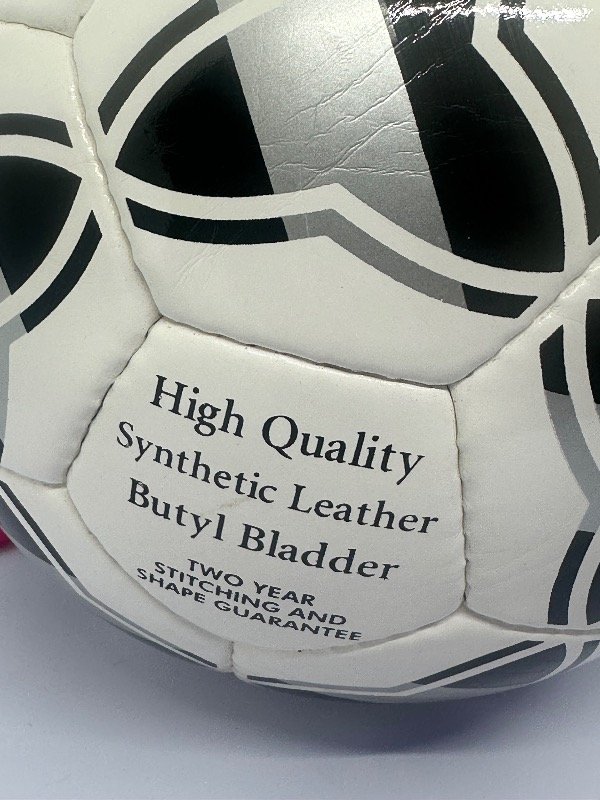 High Quality
Synthetic Leather
Butyl Bladder
TWO YEAR
STITCHING AND
SHAPE GUARANTEE